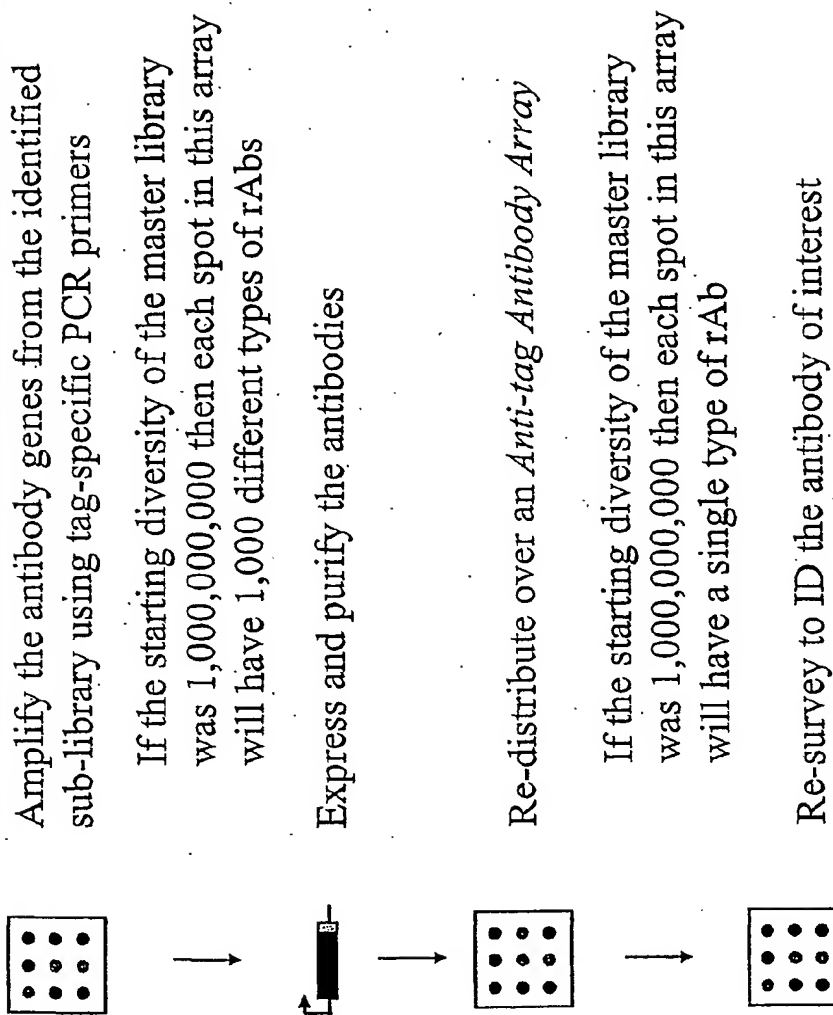 Amplify the antibody genes from the identified
sub-library using tag-specific PCR primers
If the starting diversity of the master library
was 1,000,000,000 then each spot in this array
will have 1,000 different types of rAbs
Express and purify the antibodies
Re-distribute over an Anti-tag Antibody Array
If the starting diversity of the master library
was 1,000,000,000 then each spot in this array
will have a single type of rAb
Re-survey to ID the antibody of interest